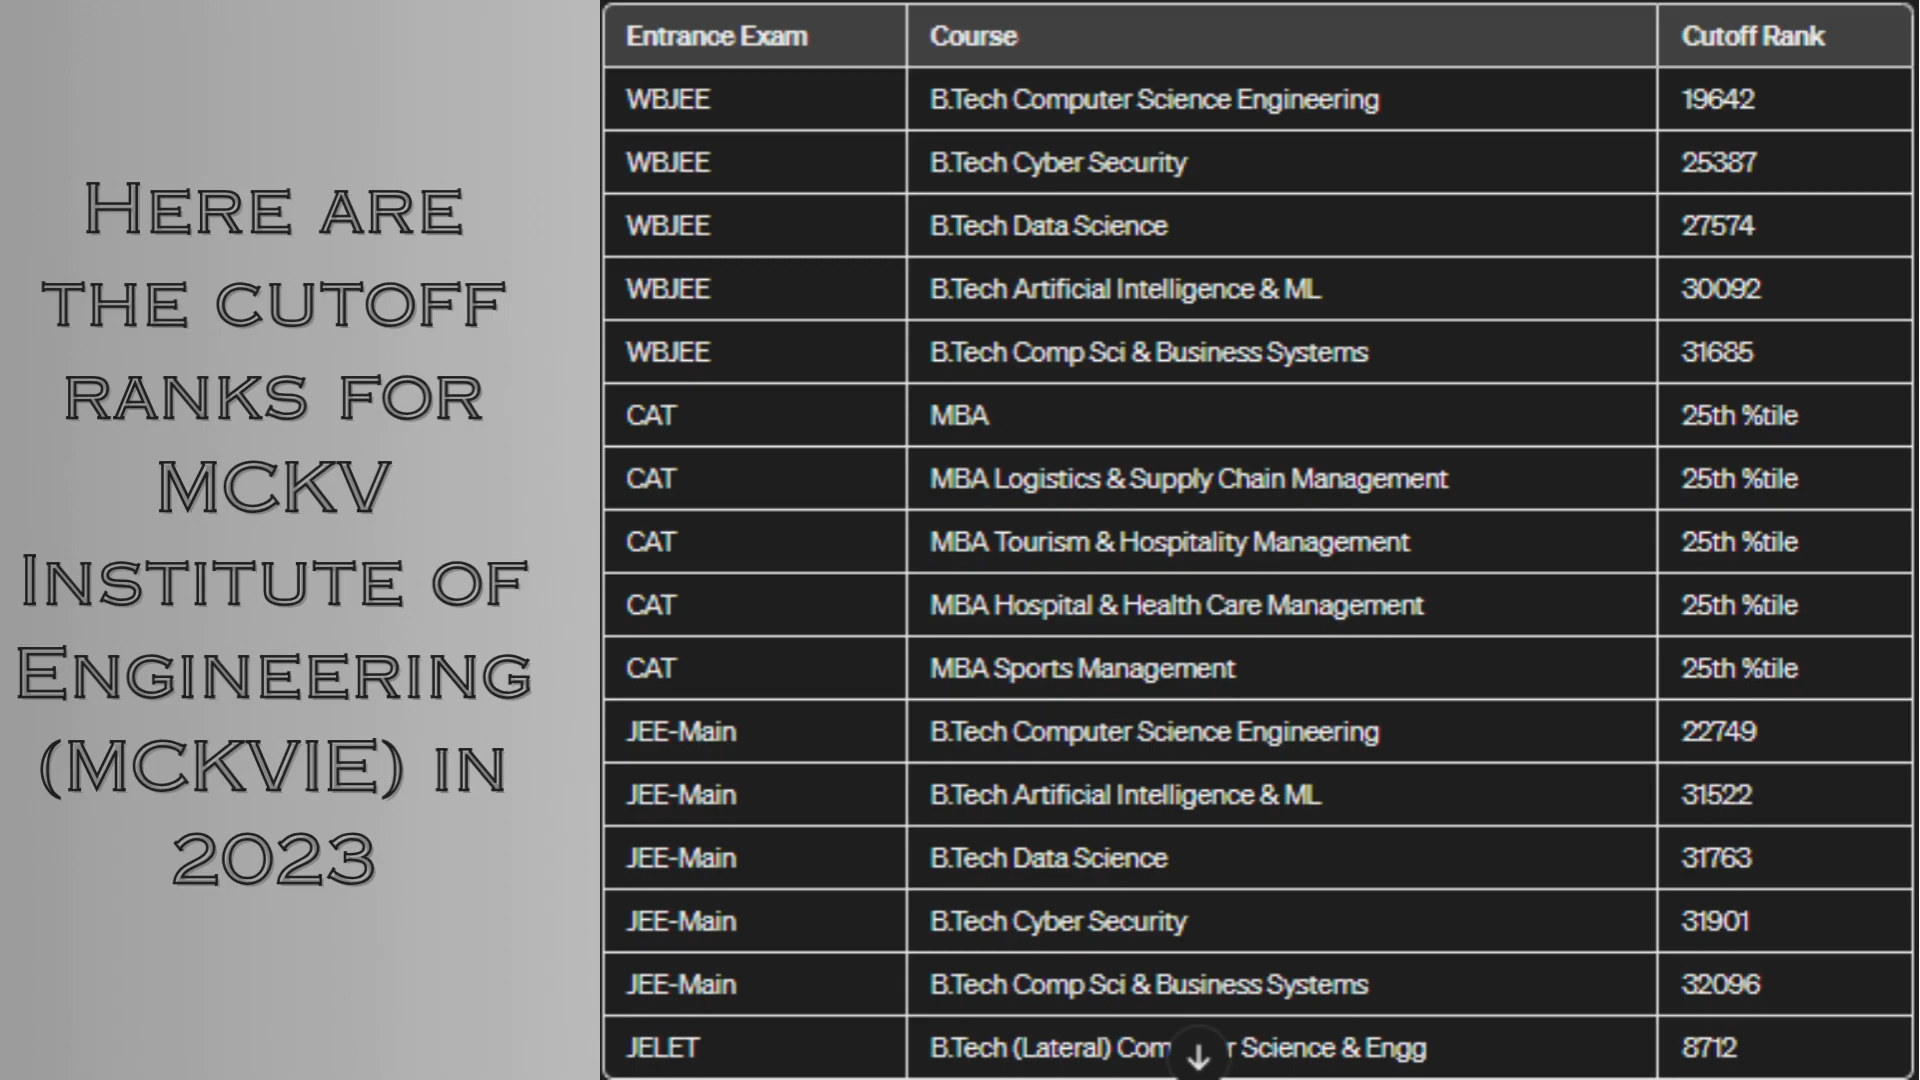 HERE ARE
THE CUTOFF
RANKS FOR
MCKV
INSTITUTE OF
ENGINEERING
(MCKVIE) IN
2023
Entrance Exam Course Cutoff Rank
WBJEE B.Tech Computer Science Engineering 19642
WBJEE B.Tech Cyber Security 25387
WBJEE B.Tech Data Science 27574
WBJEE B.Tech Artificial Intelligence & ML 30092
WBJEE B.Tech Comp Sci & Business Systems 31685
CAT MBA 25th %tile
CAT MBA Logistics & Supply Chain Management 25th %tile
CAT MBA Tourism & Hospitality Management 25th %tile
CAT MBA Hospital & Health Care Management 25th %tile
CAT MBA Sports Management 25th %tile
JEE-Main B.Tech Computer Science Engineering 22749
JEE-Main B.Tech Artificial Intelligence & ML 31522
JEE-Main B.Tech Data Science 31763
JEE-Main B.Tech Cyber Security 31901
JEE-Main B.Tech Comp Sci & Business Systems 32096
JELET B.Tech (Lateral) Science & Engg 8712